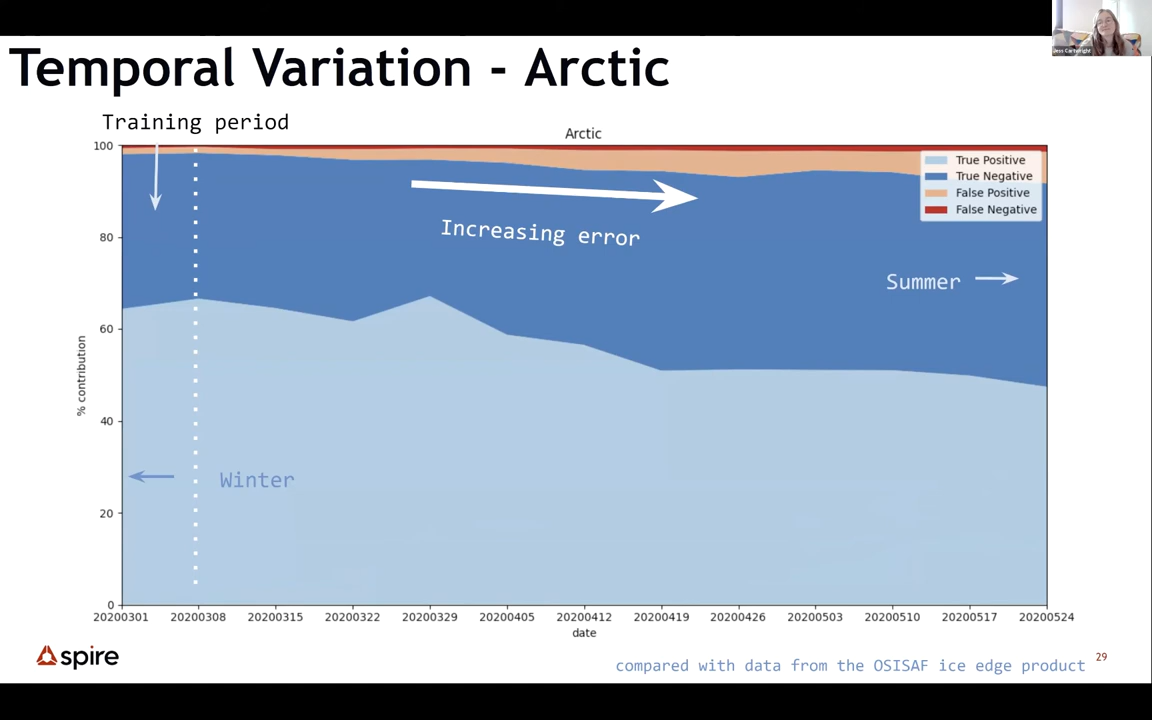 Temporal Variation - Arctic
Jess Cartwright
Training period
Arctic
100
80
60
40
20
0
% contribution
True Positive
True Negative
False Positive
False Negative
Increasing error
Summer
Winter
20200301 20200308 20200315 20200322 20200329 20200405 20200412 20200419 20200426 20200503 20200510 20200517 20200524
date
spire
compared with data from the OSISAF ice edge product
29